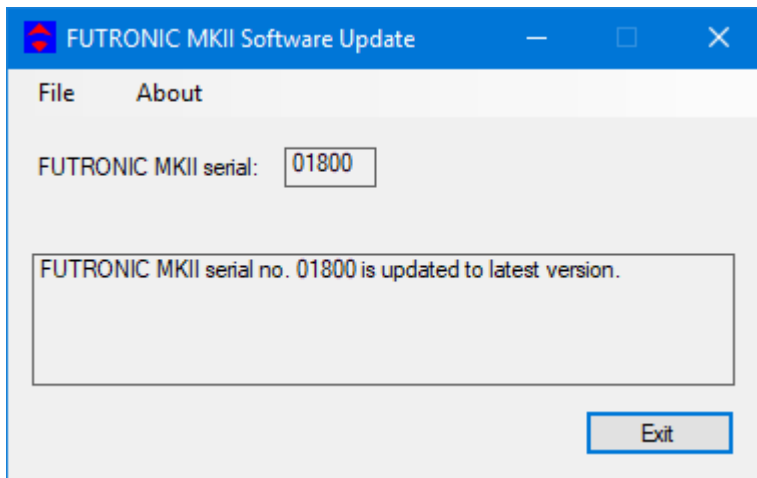 FUTRONIC MKII Software Update
File About
FUTRONIC MKII serial: 01800
FUTRONIC MKII serial no. 01800 is updated to latest version.
Exit